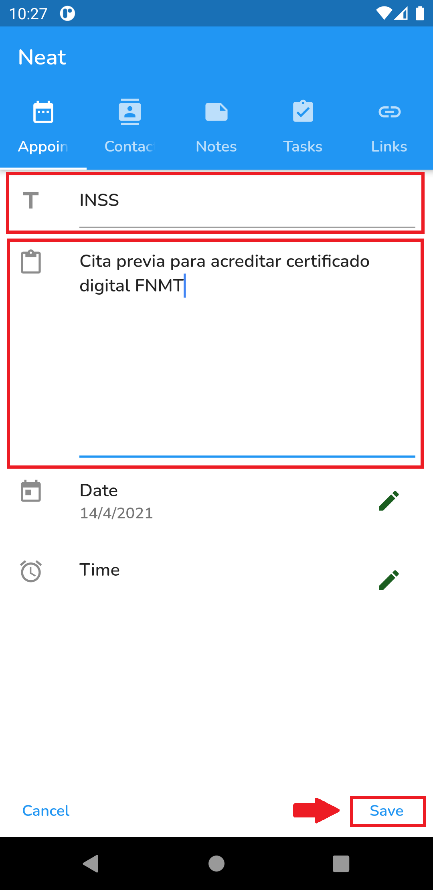 10:27
Neat
Appoin
Contac
Notes
Tasks
Links
INSS
Cita previa para acreditar certificado
digital FNMT
Date
14/4/2021
Time
Cancel
Save